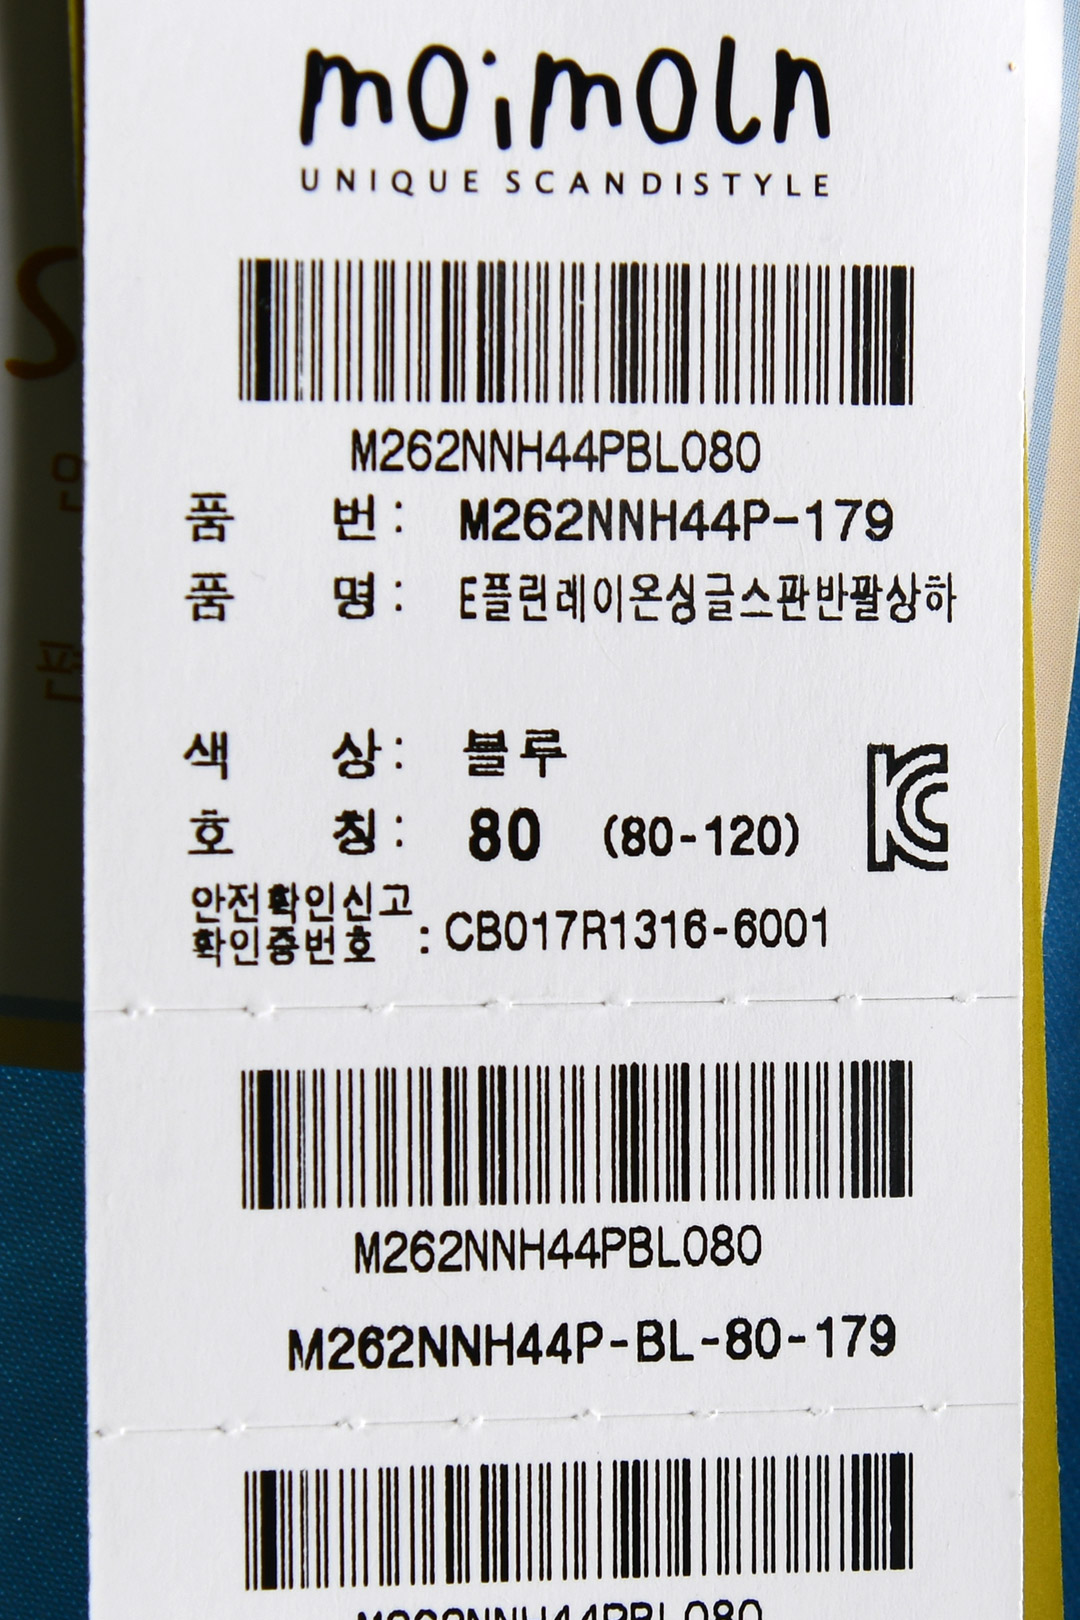 moimoln
UNIQUE SCANDISTYLE
M262NNH44PBL080
품 번 : M262NNH44P-179
품 명 : E플린레이온싱글스판반팔상하
색 상 : 블루
호 칭 : 80 (80-120)
안전확인신고
확인증번호 : CB017R1316-6001
M262NNH44PBL080
M262NNH44P-BL-80-179
M262NNH44PBL080